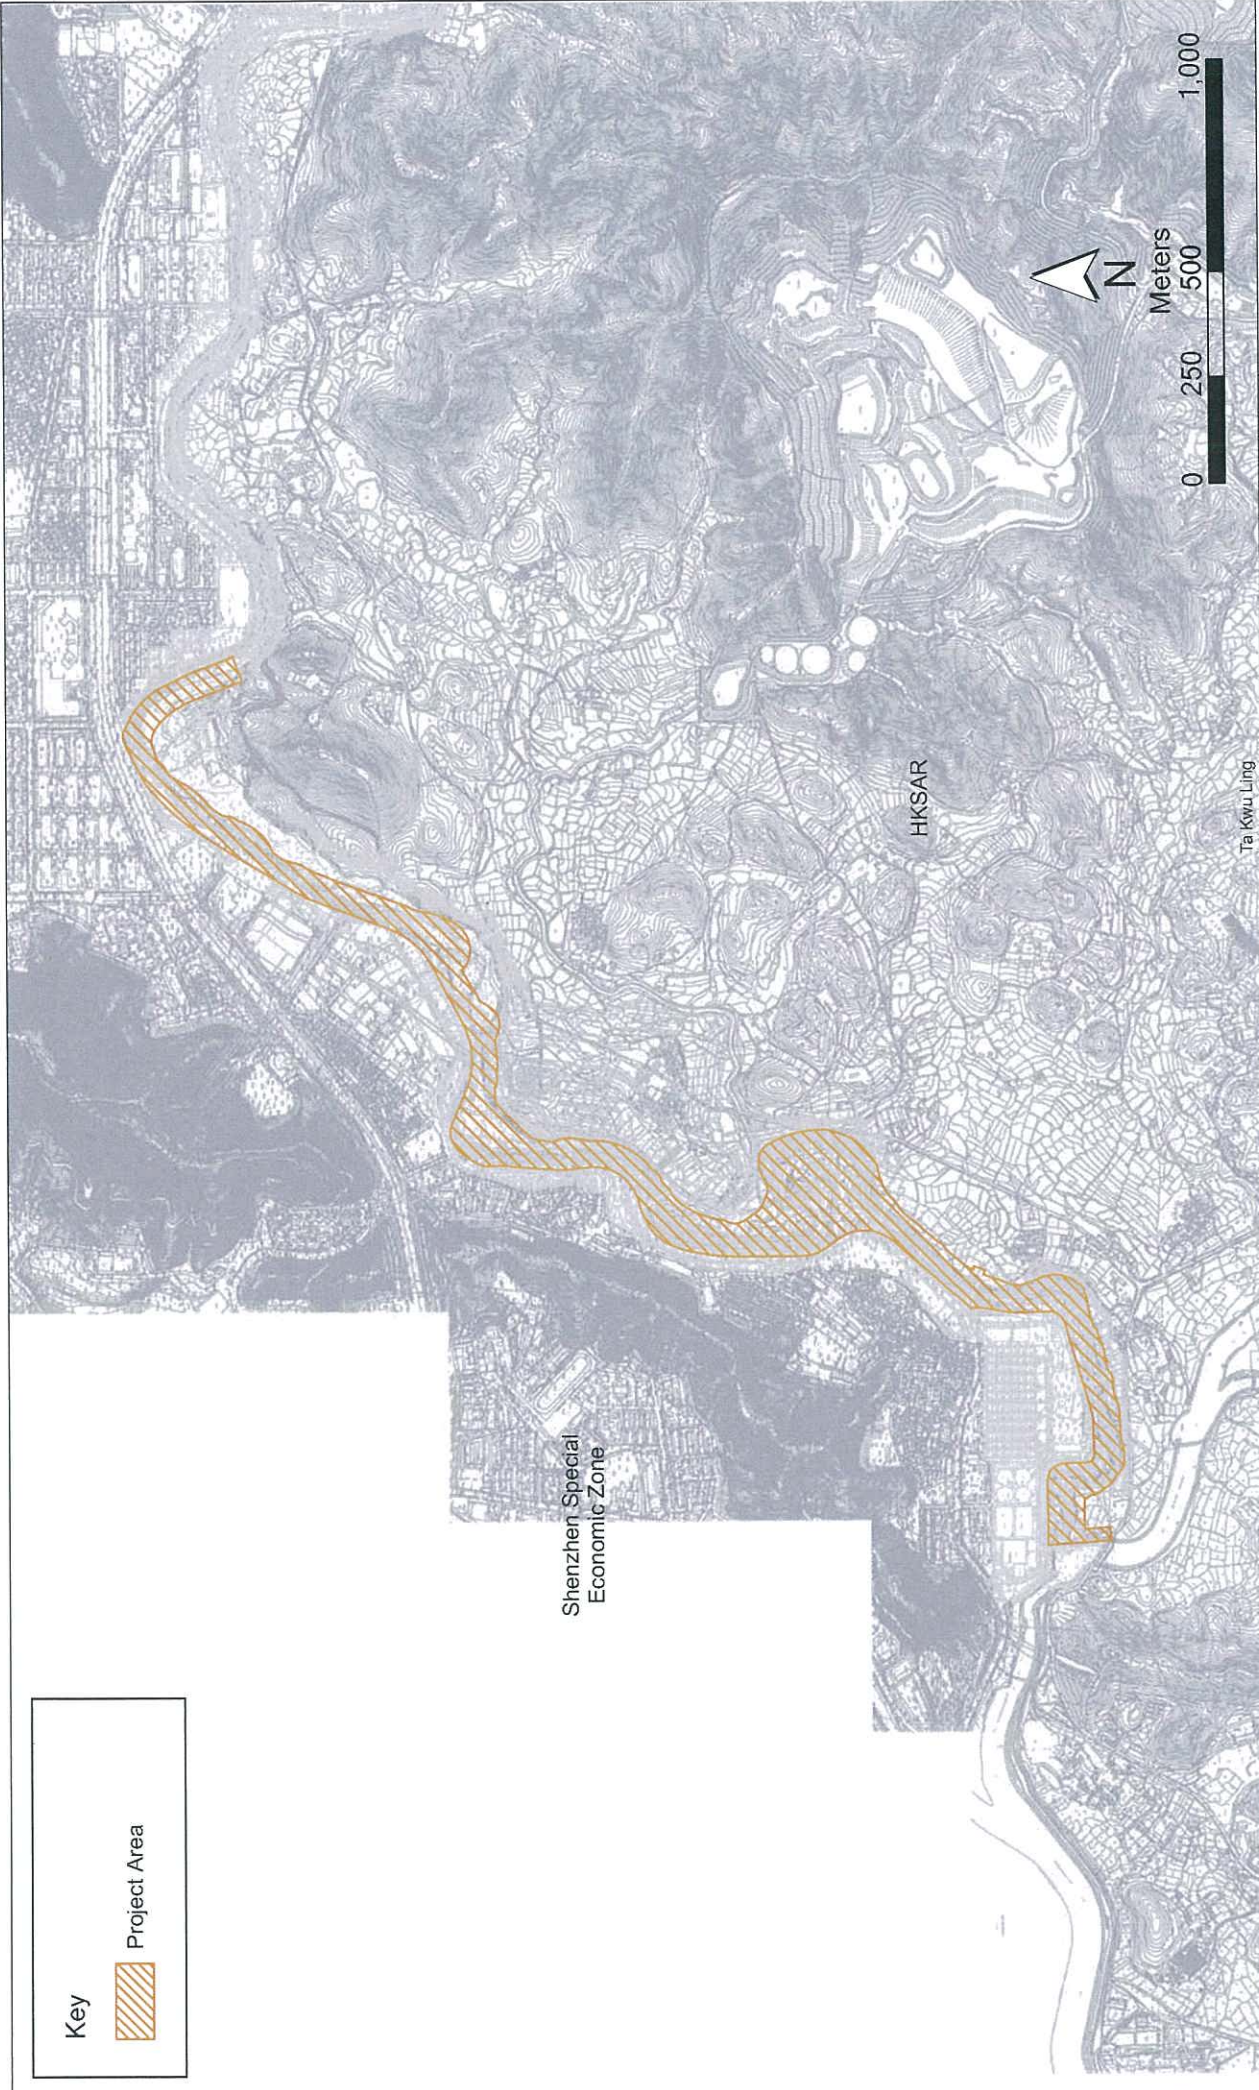 Key
Project Area
Shenzhen Special
Economic Zone
HKSAR
Ta Kwu Ling
N
Meters
0 250 500 1,000